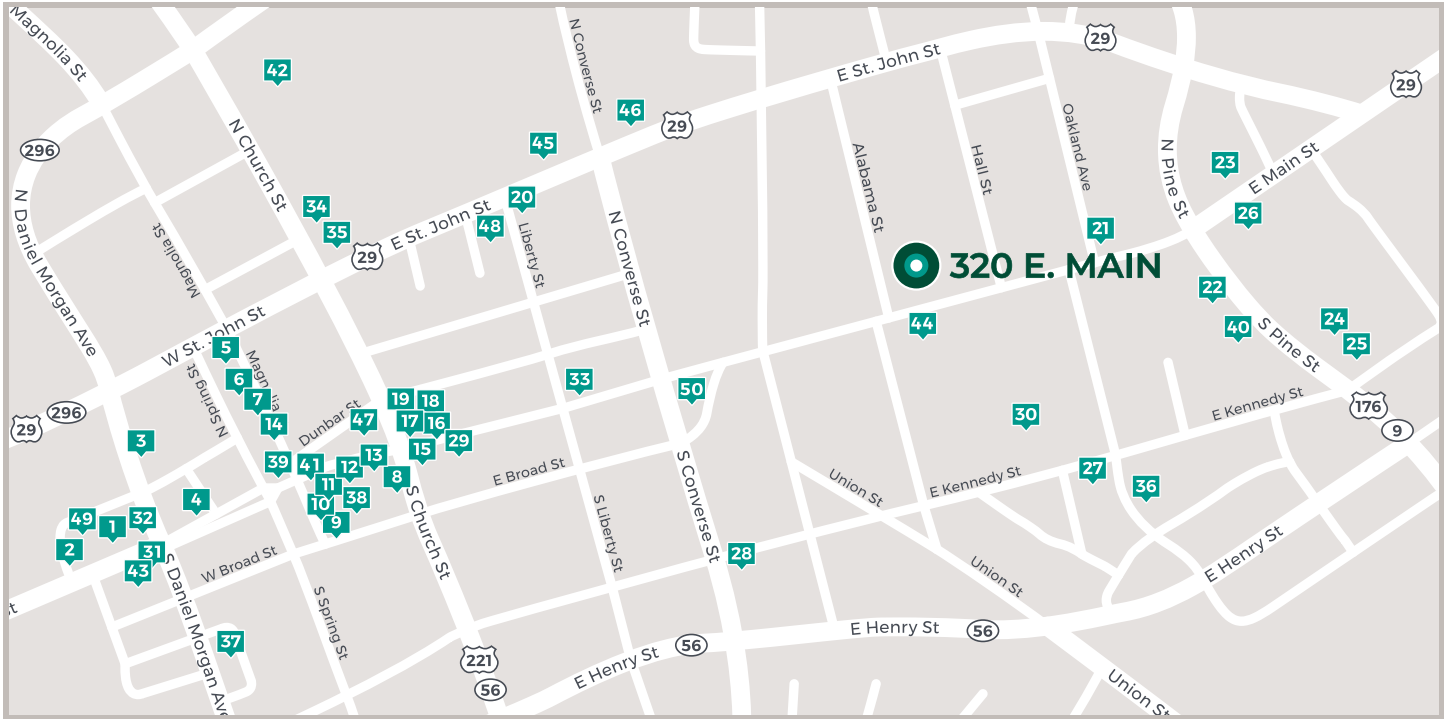 Magnolia St
N Converse St
29
E St. John St
29
42
46
29
N Church St
45
296
Oakland Ave
N Pine St
Alabama St
Hall St
23
E Main St
N Daniel Morgan Ave
34
35
20
E St. John St
48
29
Magnolia St
Liberty St
N Converse St
26
21
320 E. MAIN
22
44
40
24
25
S Pine St
W St. John St
5
Magnolia
N Spring St
6
7
14
33
50
19
18
17
16
47
Dunbar St
29
296
29
3
39
41
12
13
15
8
11
10
38
9
30
E Kennedy St
176
9
27
36
E Kennedy St
Union St
E Broad St
S Converse St
S Church St
S Liberty St
4
49
1
32
2
31
43
W Broad St
S Daniel Morgan Ave
S Spring St
28
Union St
E Henry St
37
221
56
E Henry St
56
E Henry St
56
Union St
St